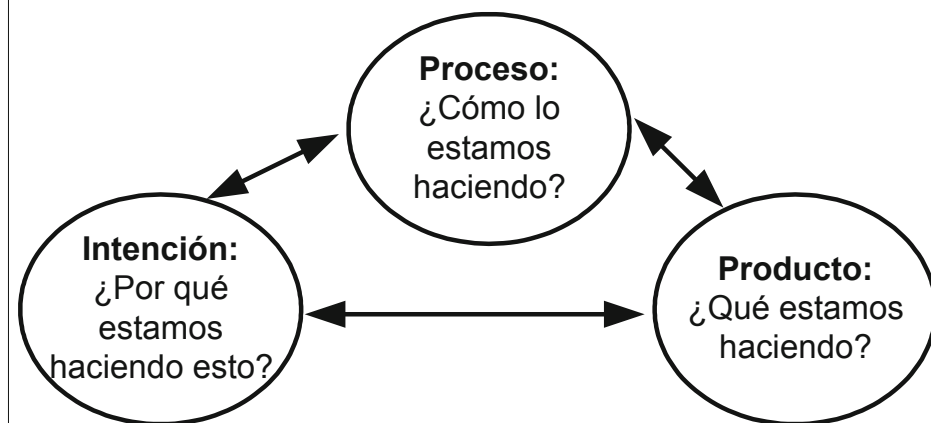 Proceso:
¿Cómo lo
estamos
haciendo?
Intención:
¿Por qué
estamos
haciendo esto?
Producto:
¿Qué estamos
haciendo?